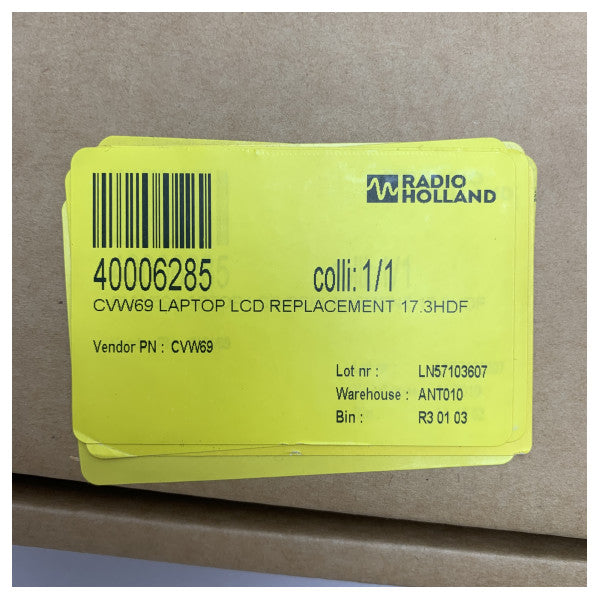 RADIO
HOLLAND
40006285 colli: 1/1
CVW69 LAPTOP LCD REPLACEMENT 17.3HDF
Vendor PN : CVW69
Lot nr : LN57103607
Warehouse : ANT010
Bin : R3 01 03